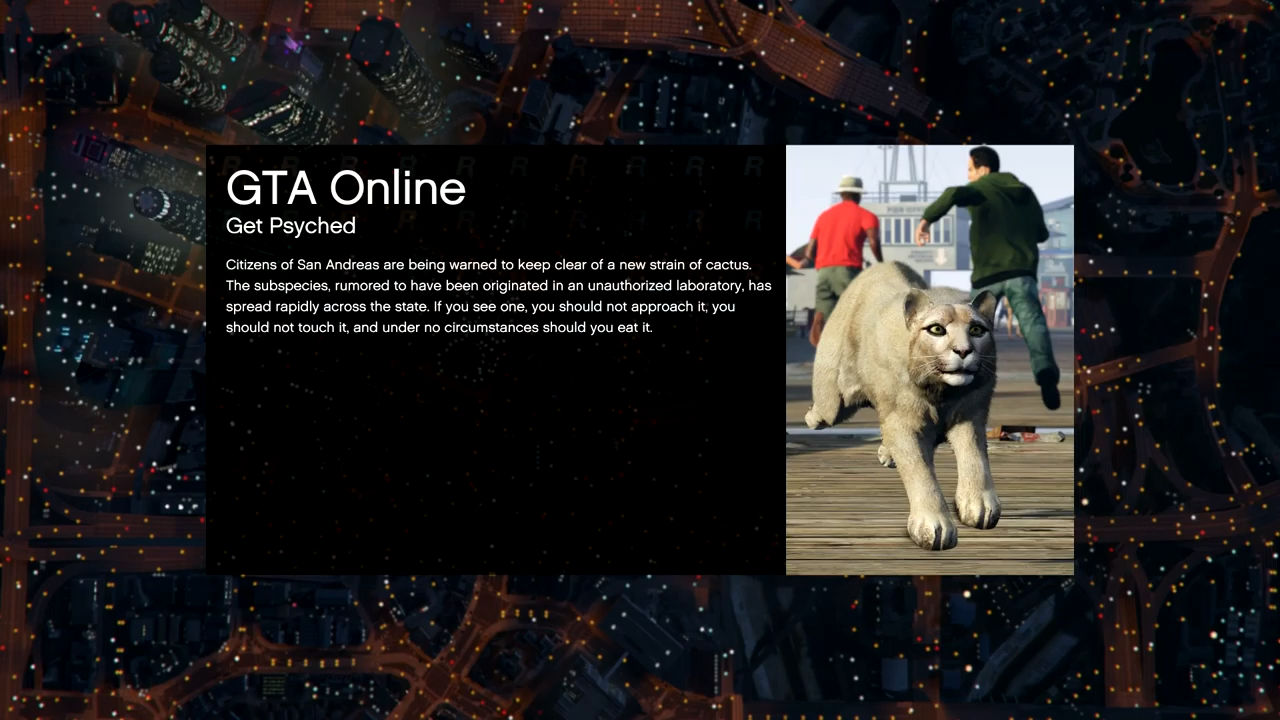 GTA Online
Get Psyched
Citizens of San Andreas are being warned to keep clear of a new strain of cactus.
The subspecies, rumored to have been originated in an unauthorized laboratory, has
spread rapidly across the state. If you see one, you should not approach it, you
should not touch it, and under no circumstances should you eat it.